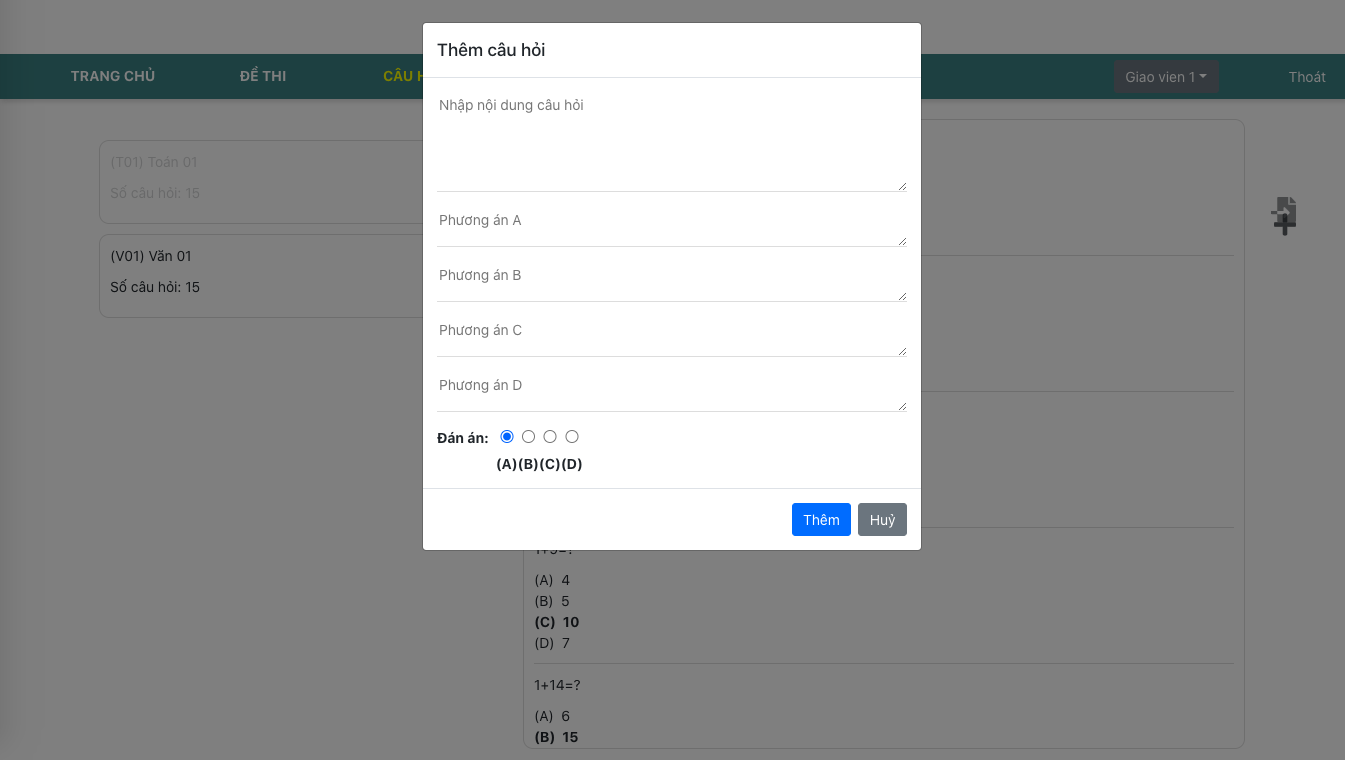 Thêm câu hỏi
TRANG CHỦ ĐỀ THI CÂU Giao vien 1 Thoát
Nhập nội dung câu hỏi
(T01) Toán 01
Số câu hỏi: 15
(V01) Văn 01
Số câu hỏi: 15
Phương án A
Phương án B
Phương án C
Phương án D
Đán án:
(A)(B)(C)(D)
Thêm Huỷ
(A) 4
(B) 5
(C) 10
(D) 7
1+14=?
(A) 6
(B) 15